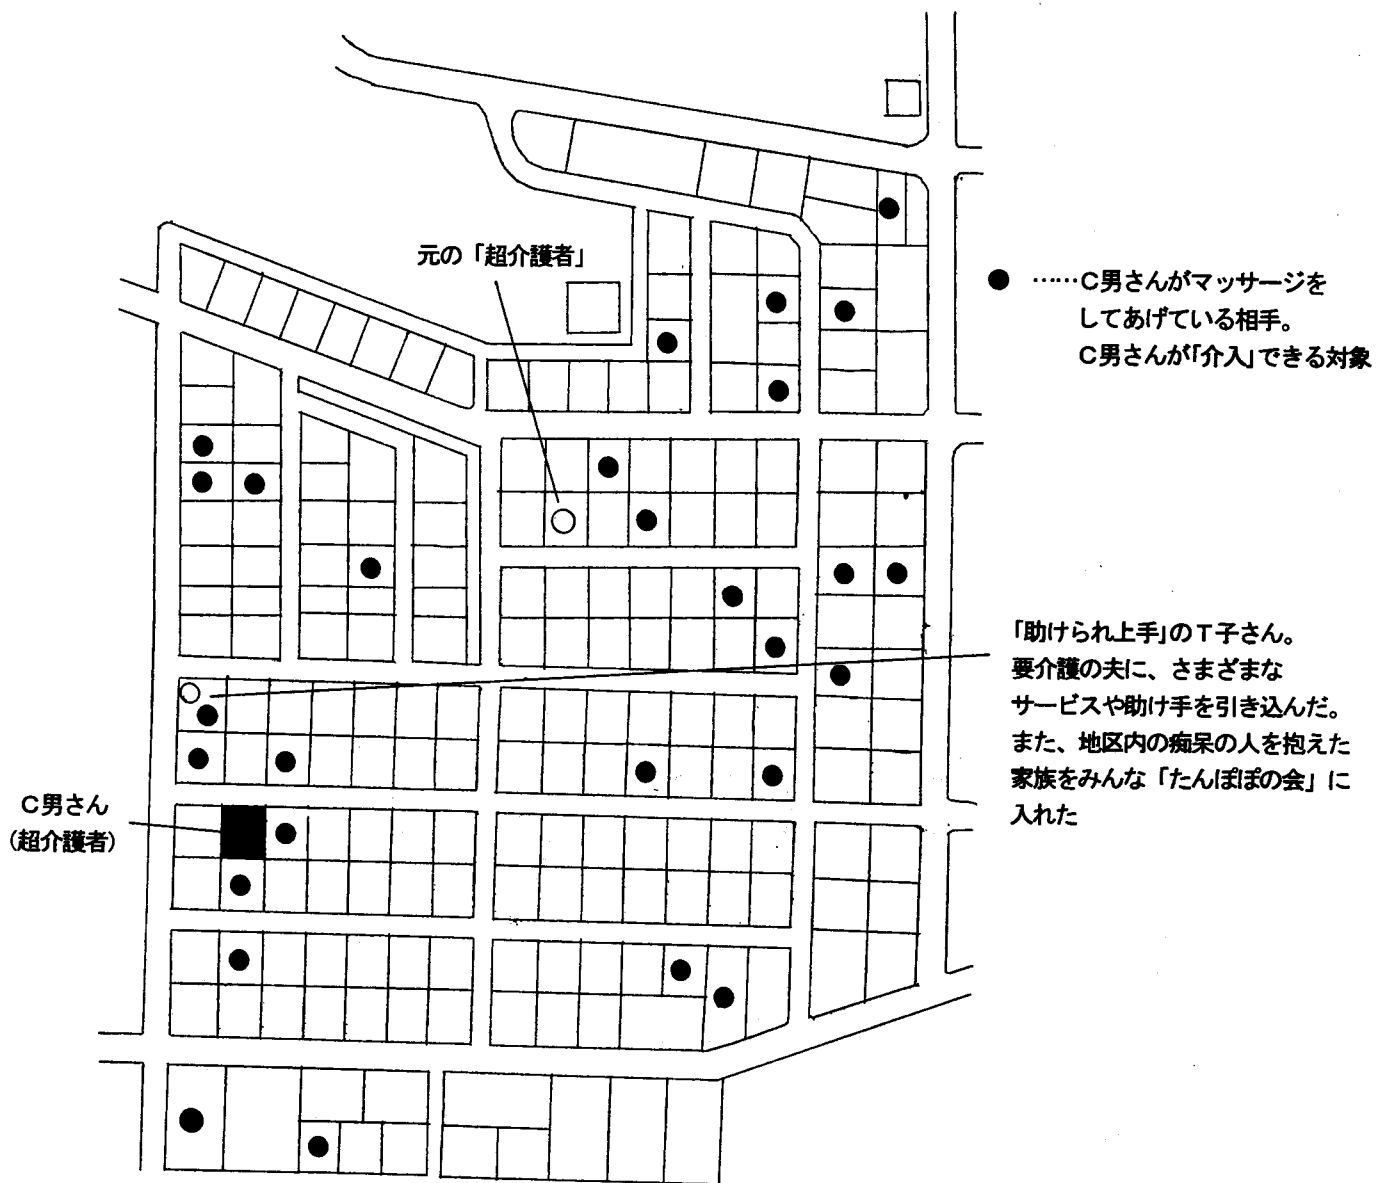 元の「超介護者」
● ……C男さんがマッサージを
してあげている相手。
C男さんが「介入」できる対象
「助けられ上手」のT子さん。
要介護の夫に、さまざまな
サービスや助け手を引き込んだ。
また、地区内の痴呆の人を抱えた
家族をみんな「たんぽぽの会」に
入れた
C男さん
(超介護者)